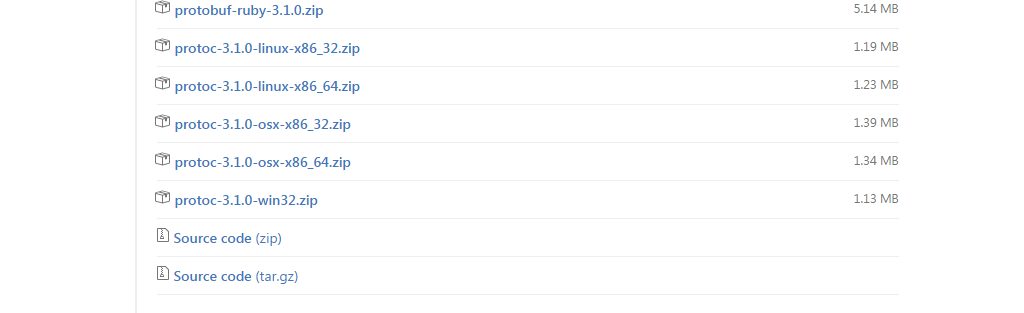 protobuf-ruby-3.1.0.zip 5.14 MB
protoc-3.1.0-linux-x86_32.zip 1.19 MB
protoc-3.1.0-linux-x86_64.zip 1.23 MB
protoc-3.1.0-osx-x86_32.zip 1.39 MB
protoc-3.1.0-osx-x86_64.zip 1.34 MB
protoc-3.1.0-win32.zip 1.13 MB
Source code (zip)
Source code (tar.gz)